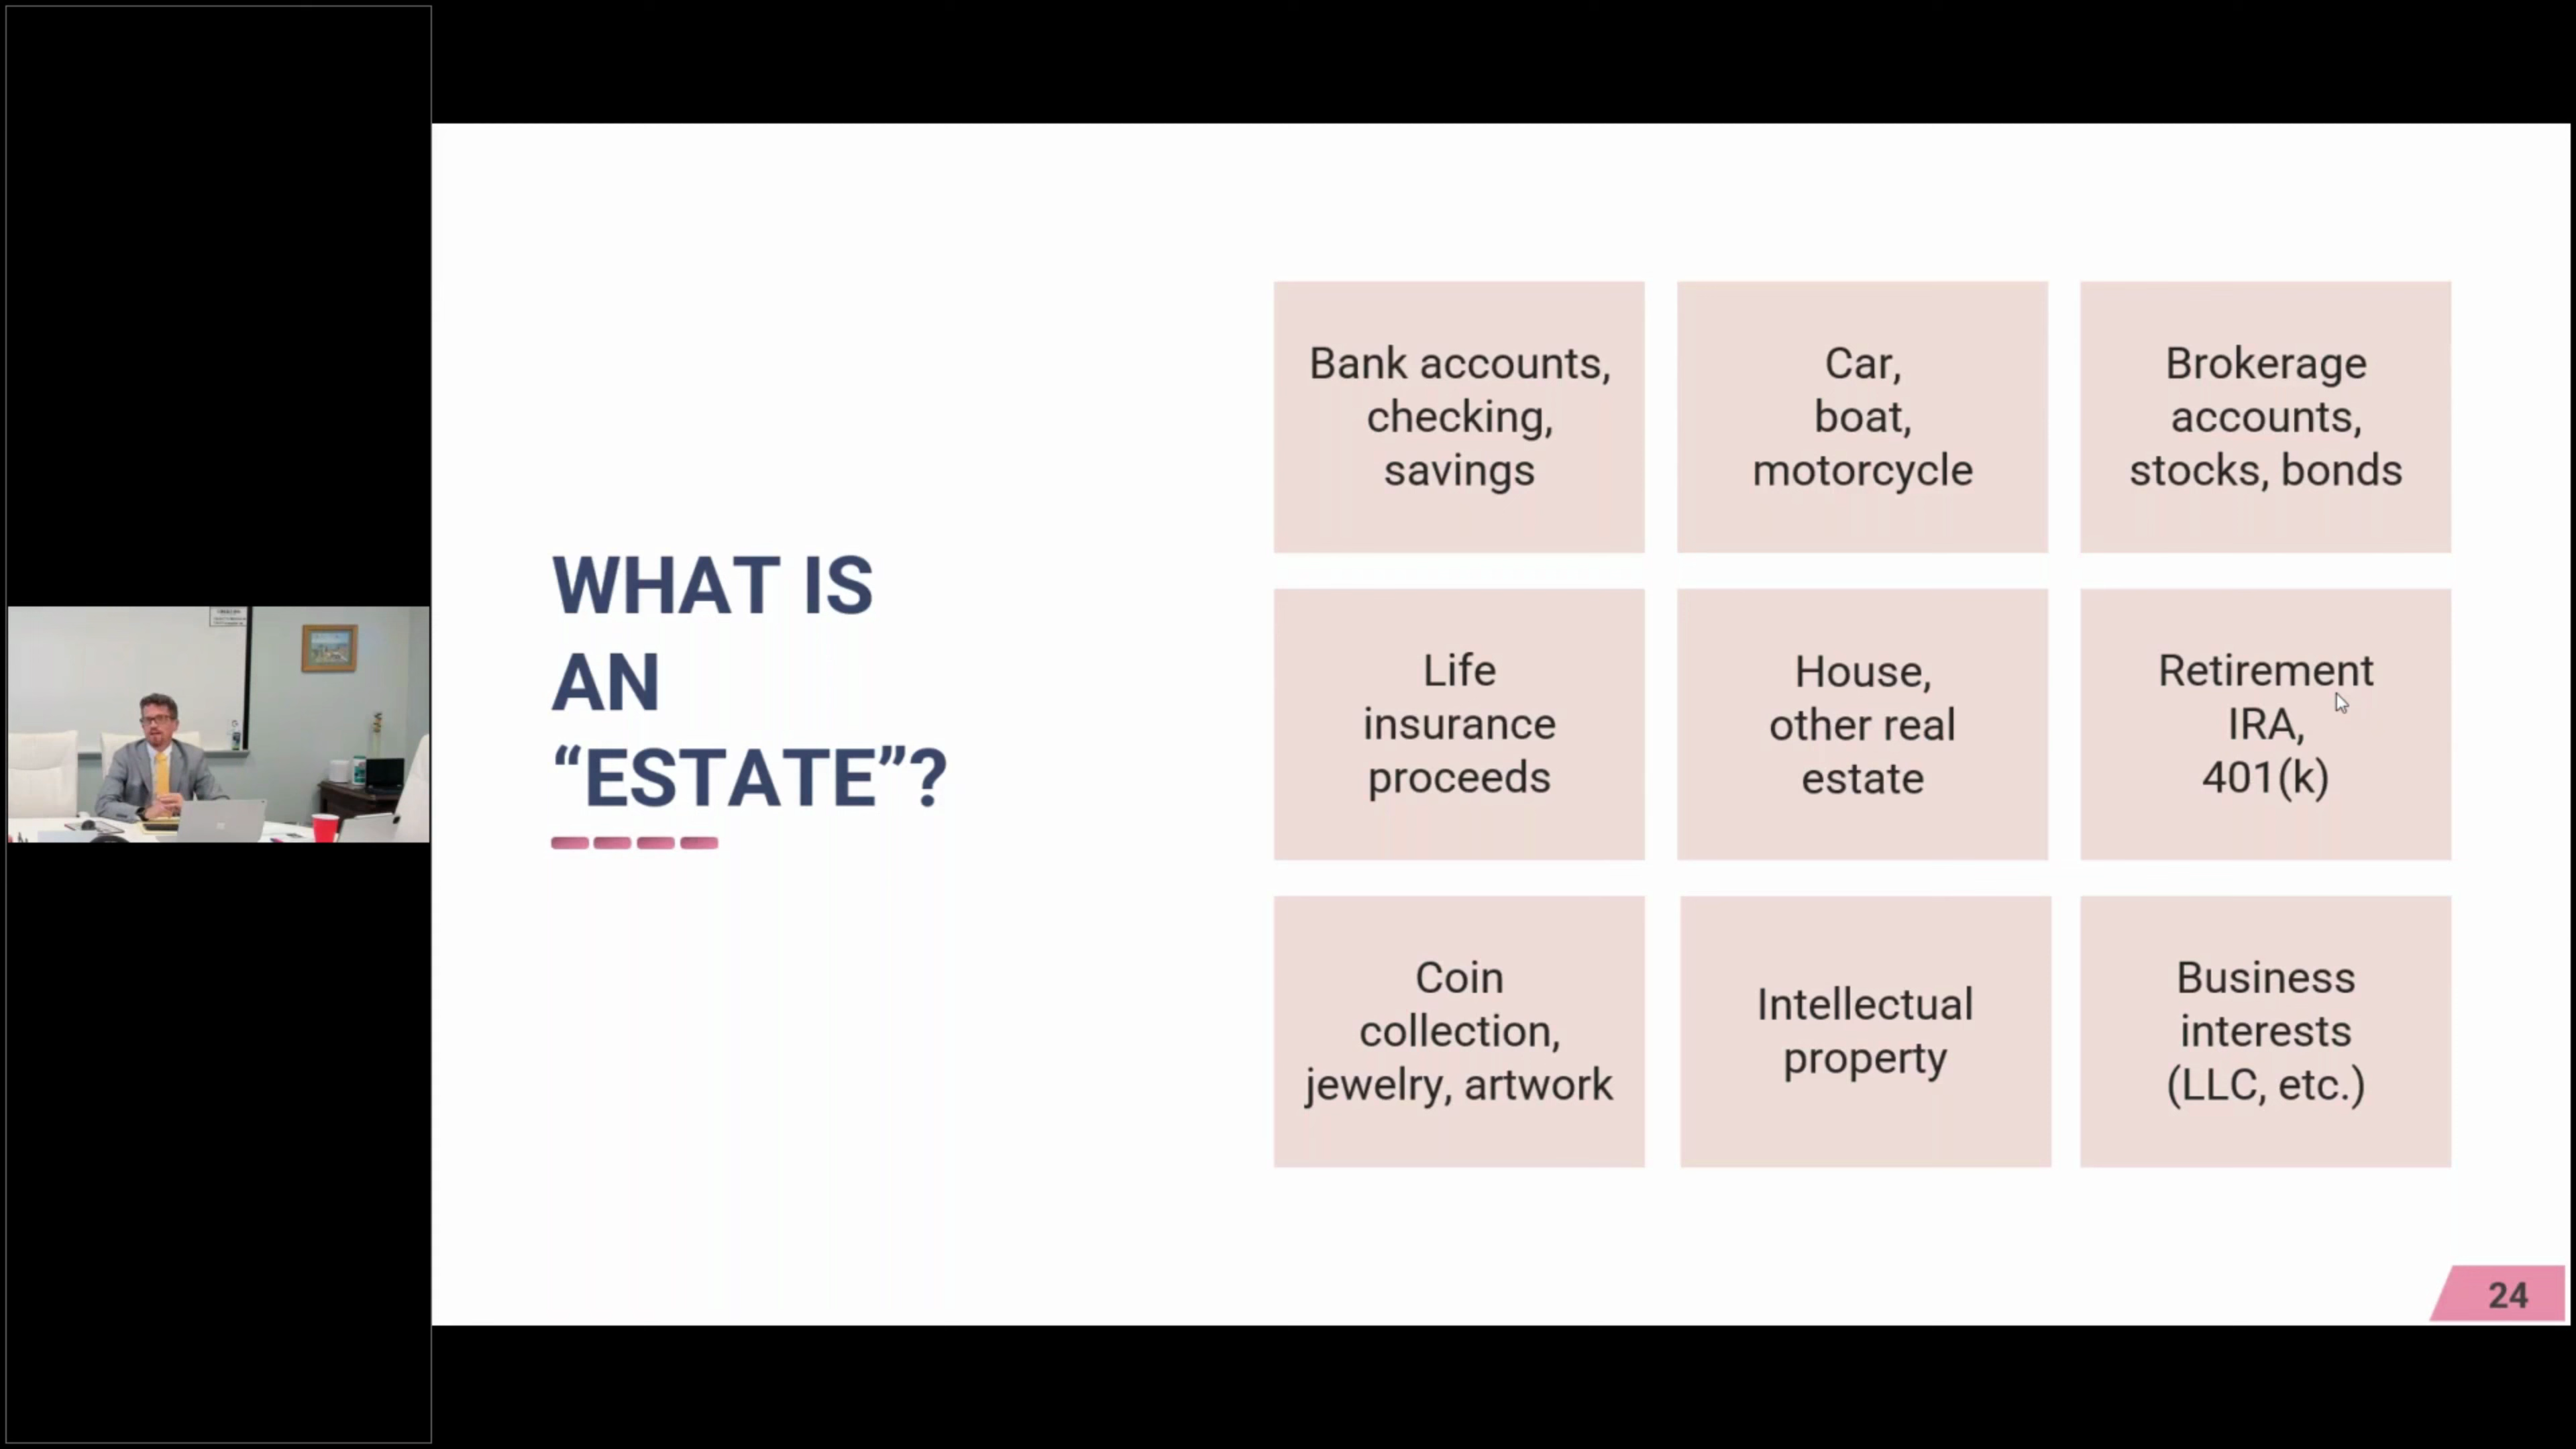 WHAT IS
AN
“ESTATE”?
Bank accounts,
checking,
savings
Car,
boat,
motorcycle
Brokerage
accounts,
stocks, bonds
Life
insurance
proceeds
House,
other real
estate
Retirement
IRA,
401(k)
Coin
collection,
jewelry, artwork
Intellectual
property
Business
interests
(LLC, etc.)
24